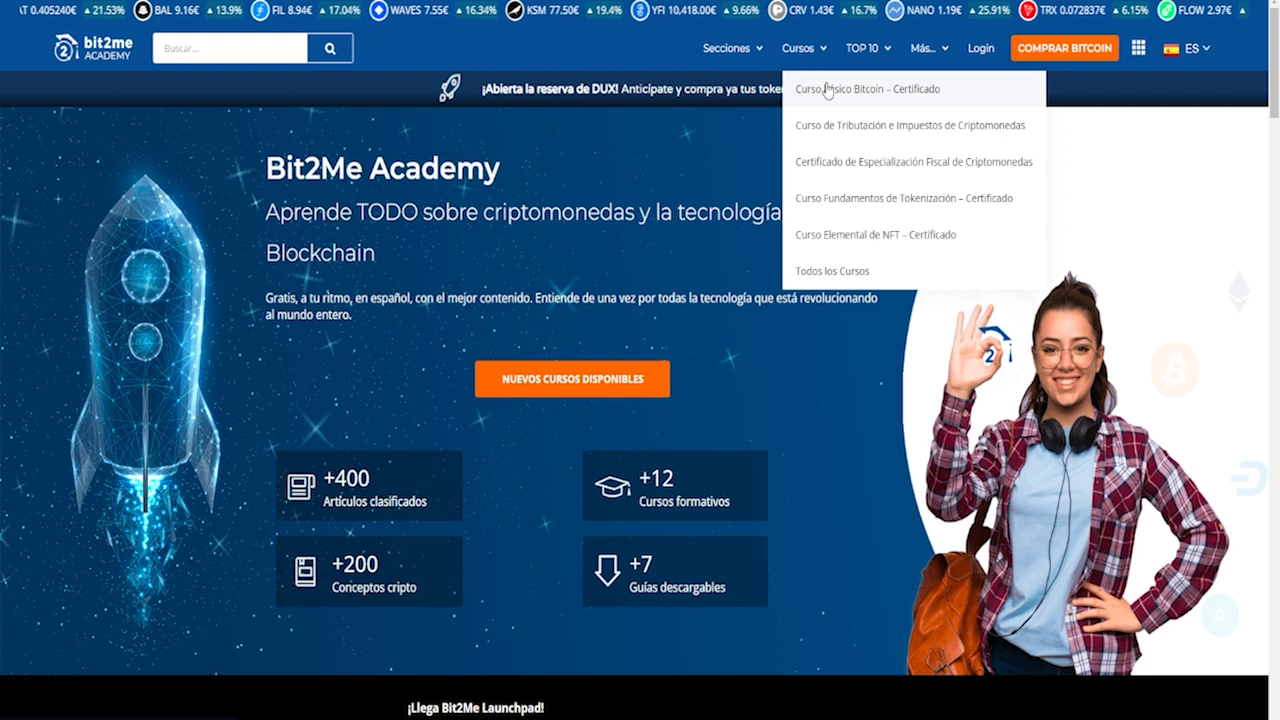 AT 0.405240€ ▲ 21.53% BAL 9.16€ ▲ 13.9% FIL 8.94€ ▲ 17.04% WAVES 7.55€ ▲ 16.34% KSM 77.50€ ▲ 19.4% YFI 10,418.00€ ▲ 9.66% CRV 1.43€ ▲ 16.7% NANO 1.19€ ▲ 25.91% TRX 0.072837€ ▲ 6.15% FLOW 2.97€ ▲
bit2me ACADEMY
Buscar...
Secciones Cursos TOP 10 Más... Login COMPRAR BITCOIN ES
¡Abierta la reserva de DUX! Anticípate y compra ya tus
Curso Bitcoin – Certificado
Curso de Tributación e Impuestos de Criptomonedas
Certificado de Especialización Fiscal de Criptomonedas
Curso Fundamentos de Tokenización – Certificado
Curso Elemental de NFT – Certificado
Todos los Cursos
Bit2Me Academy
Aprende TODO sobre criptomonedas y la tecnología
Blockchain
Gratis, a tu ritmo, en español, con el mejor contenido. Entiende de una vez por todas la tecnología que está revolucionando
al mundo entero.
NUEVOS CURSOS DISPONIBLES
+400
Artículos clasificados
+12
Cursos formativos
+200
Conceptos cripto
+7
Guías descargables
¡Llega Bit2Me Launchpad!